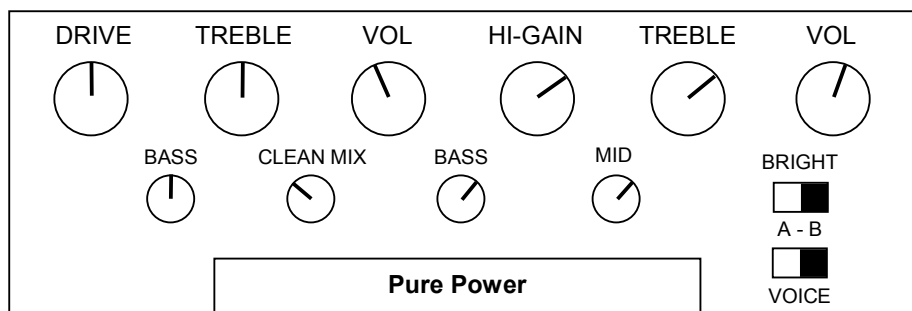 DRIVE TREBLE VOL HI-GAIN TREBLE VOL
BASS CLEAN MIX BASS MID BRIGHT
A - B
Pure Power
VOICE